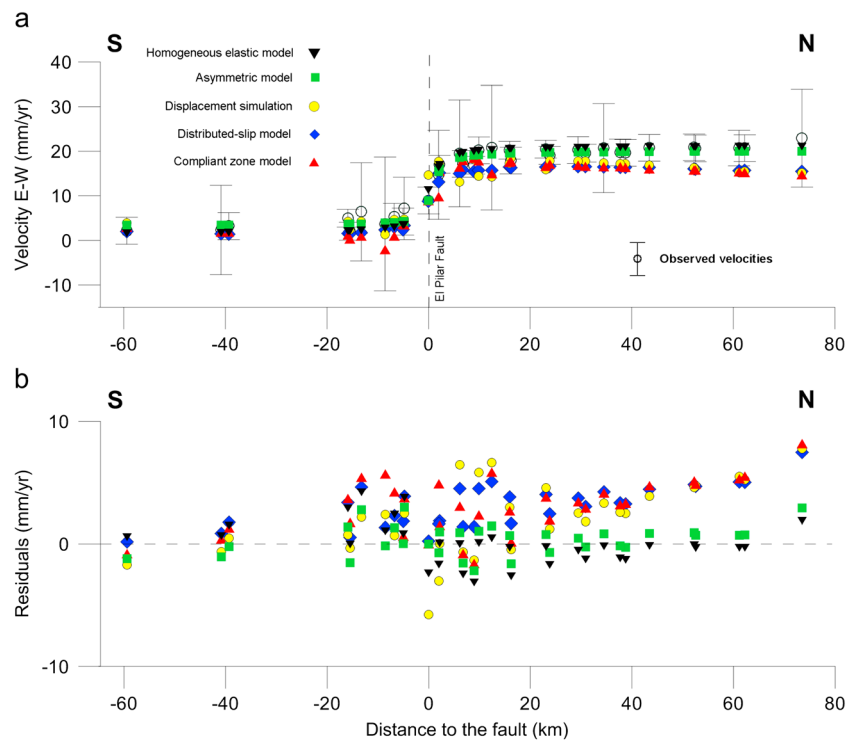 a
S
N
Homogeneous elastic model
Asymmetric model
Displacement simulation
Distributed-slip model
Compliant zone model
Velocity E-W (mm/yr)
40
30
20
10
0
-10
El Pilar Fault
Observed velocities
-60
-40
-20
0
20
40
60
80
b
S
N
Residuals (mm/yr)
10
0
-10
-60
-40
-20
0
20
40
60
80
Distance to the fault (km)